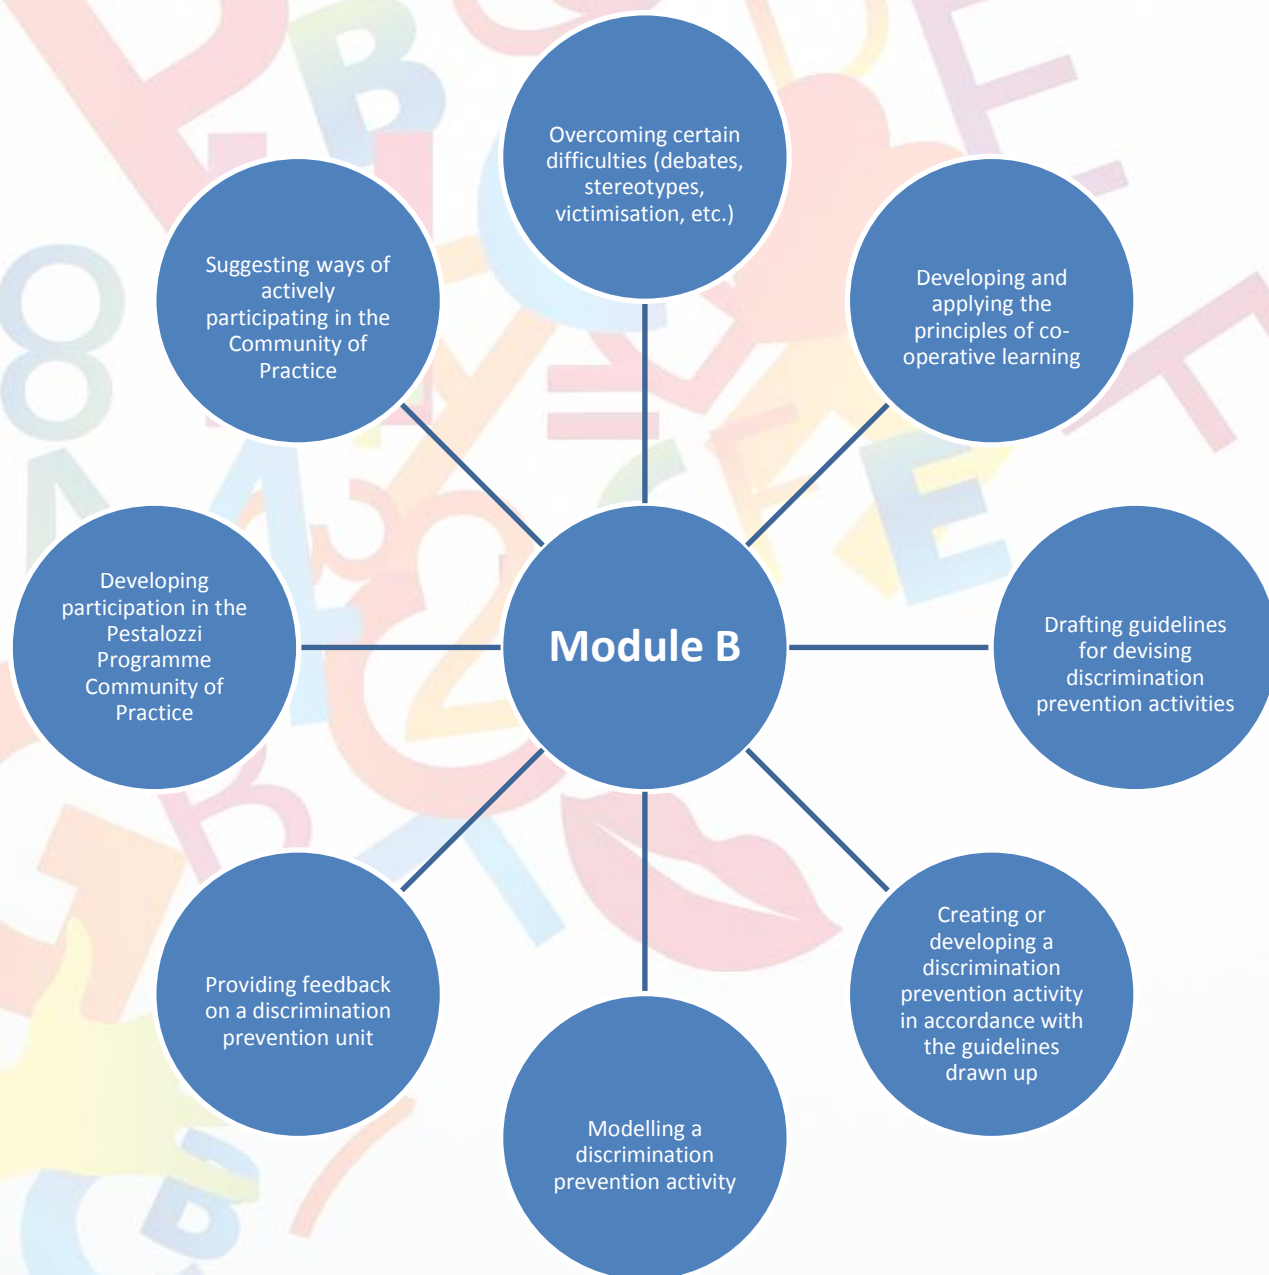 Overcoming certain
difficulties (debates,
stereotypes,
victimisation, etc.)
Developing and
applying the
principles of co-
operative learning
Drafting guidelines
for devising
discrimination
prevention activities
Creating or
developing a
discrimination
prevention activity
in accordance with
the guidelines
drawn up
Modelling a
discrimination
prevention activity
Providing feedback
on a discrimination
prevention unit
Developing
participation in the
Pestalozzi
Programme
Community of
Practice
Suggesting ways of
actively
participating in the
Community of
Practice
Module B